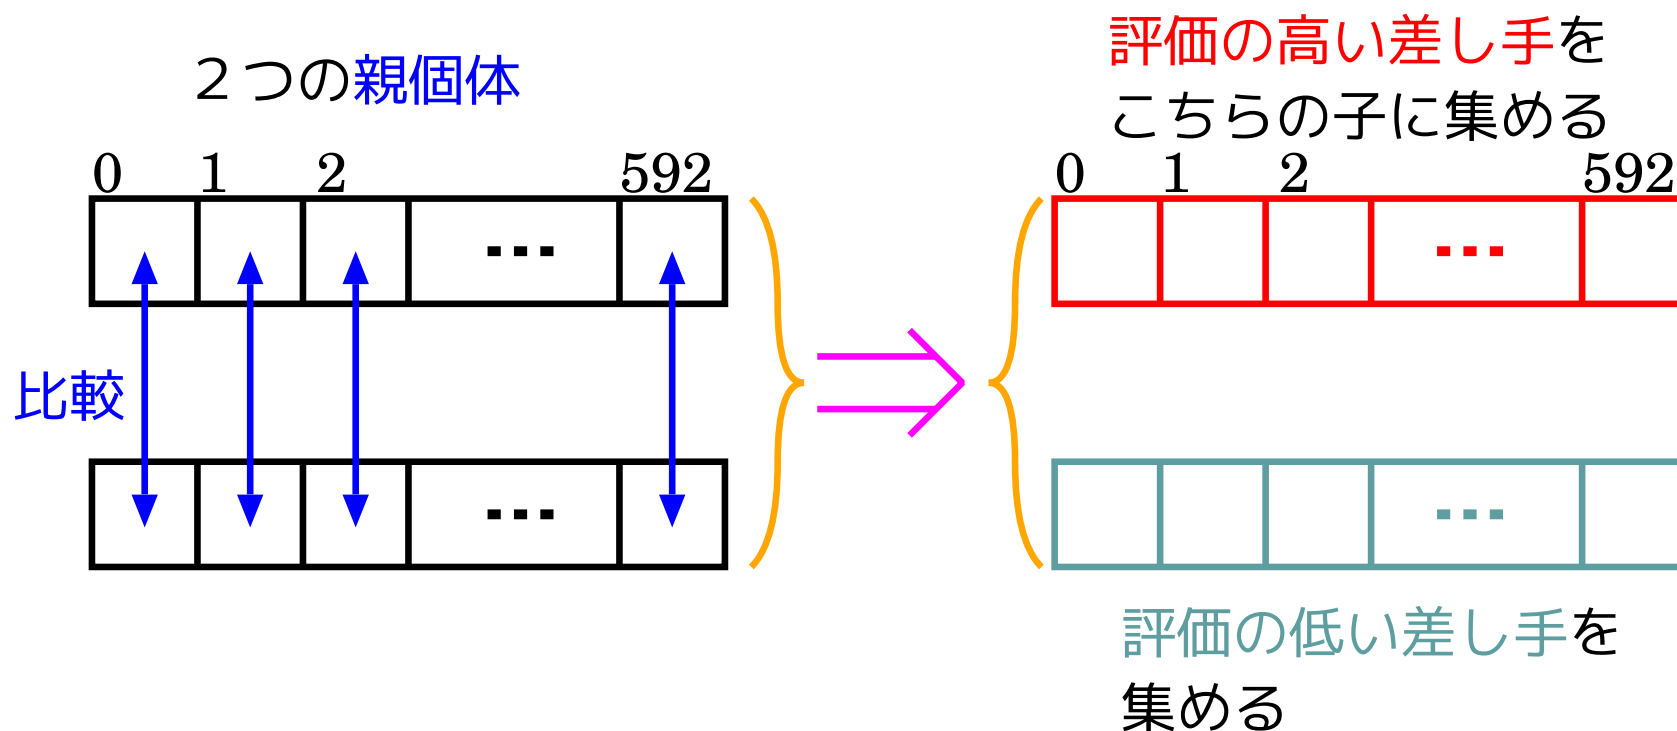 ２つの親個体
0 1 2 592
比較
評価の高い差し手を
こちらの子に集める
0 1 2 592
評価の低い差し手を
集める